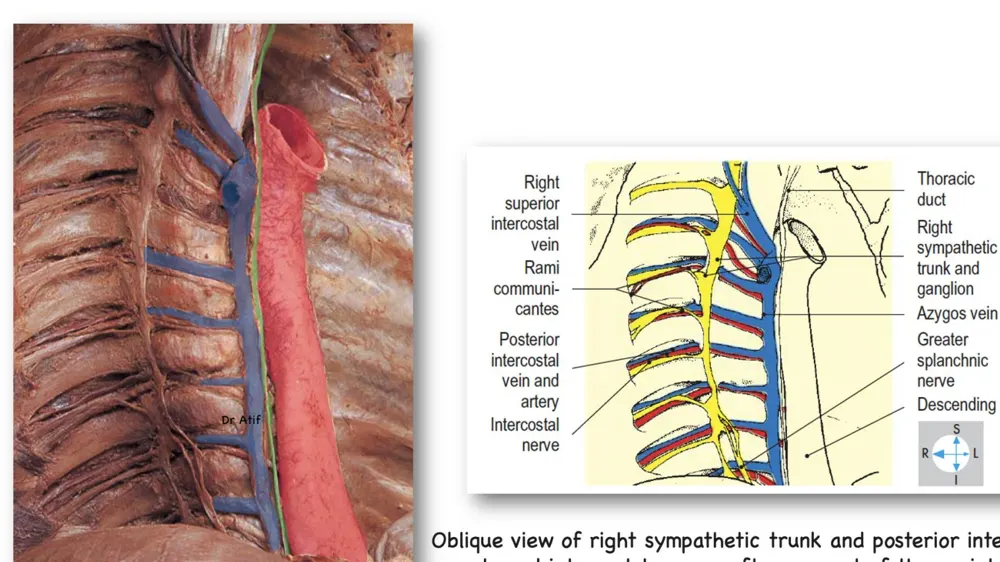 Dr Atif
Right
superior
intercostal
vein
Rami
communi-
cantes
Posterior
intercostal
vein and
artery
Intercostal
nerve
Thoracic
duct
Right
sympathetic
trunk and
ganglion
Azygos vein
Greater
splanchnic
nerve
Descending
S
R L
I
Oblique view of right sympathetic trunk and posterior inte